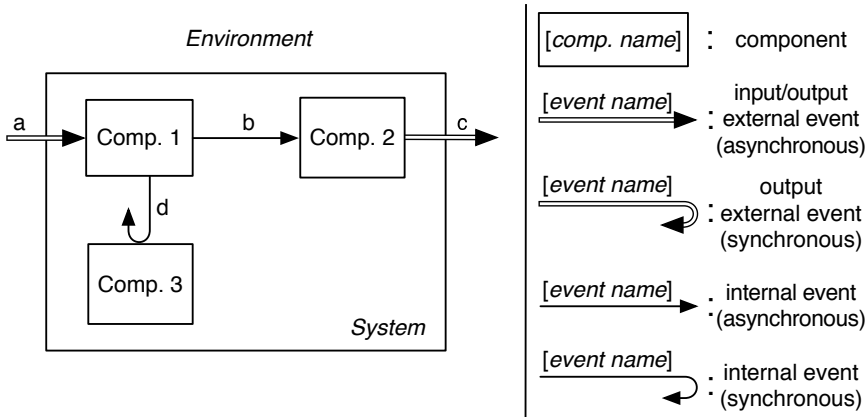 Environment
a
Comp. 1
b
Comp. 2
c
d
Comp. 3
System
[comp. name] : component
[event name] : input/output
external event
(asynchronous)
[event name] : output
external event
(synchronous)
[event name] : internal event
(asynchronous)
[event name] : internal event
(synchronous)